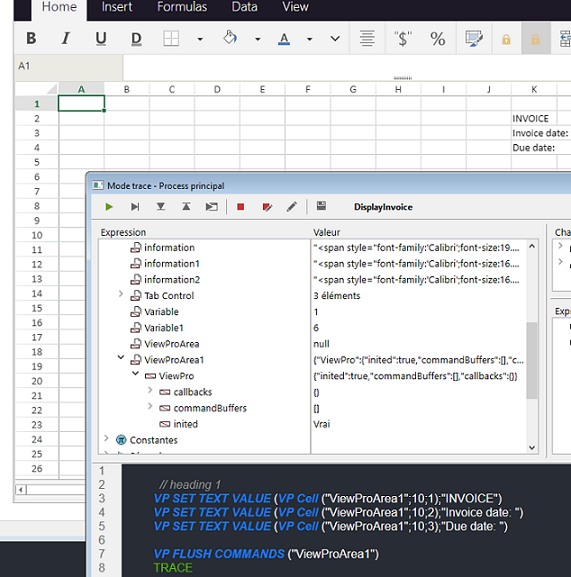 Home Insert Formulas Data View
B I U D A "$" %
A1
A B C D E F G H I J K
1
2 INVOICE
3 Invoice date:
4 Due date:
5
6
7
8
9
10
11
12
13
14
15
16
17
18
19
20
21
22
23
24
25
26
Mode trace - Process principal
DisplayInvoice
Expression Valeur Cha
information "<span style="font-family:'Calibri';font-size:19....
information1 "<span style="font-family:'Calibri';font-size:16....
information2 "<span style="font-family:'Calibri';font-size:16....
Tab Control 3 éléments
Variable 1
Variable1 6
ViewProArea null
ViewProArea1 {"ViewPro":{"inited":true,"commandBuffers":[],"c...
ViewPro {"inited":true,"commandBuffers":[],"callbacks":{}}
callbacks {}
commandBuffers []
inited Vrai
Constantes
Expr
1
2 // heading 1
3 VP SET TEXT VALUE (VP Cell ("ViewProArea1";10;1);"INVOICE")
4 VP SET TEXT VALUE (VP Cell ("ViewProArea1";10;2);"Invoice date: ")
5 VP SET TEXT VALUE (VP Cell ("ViewProArea1";10;3);"Due date: ")
6
7 VP FLUSH COMMANDS ("ViewProArea1")
8 TRACE